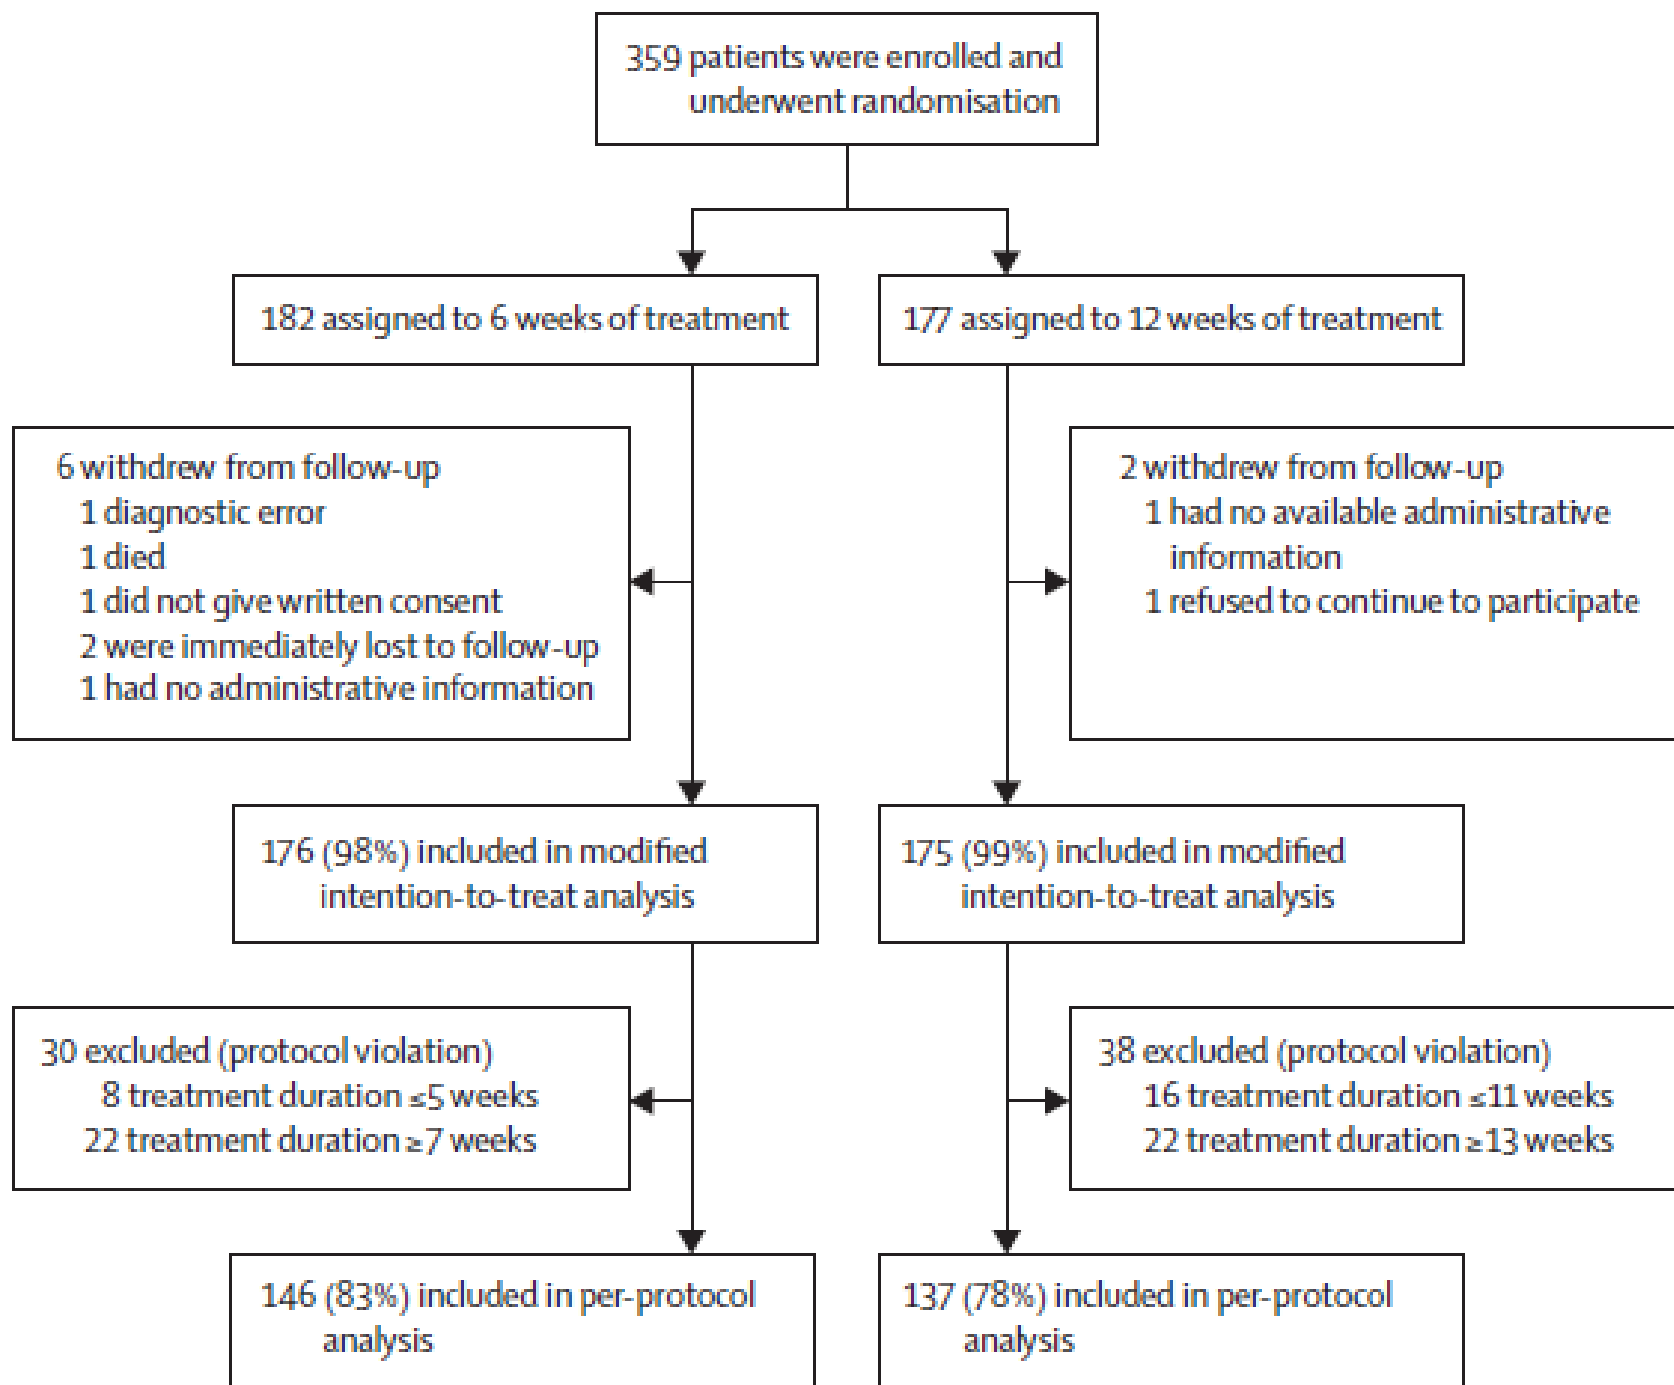 359 patients were enrolled and
underwent randomisation
182 assigned to 6 weeks of treatment
177 assigned to 12 weeks of treatment
6 withdrew from follow-up
1 diagnostic error
1 died
1 did not give written consent
2 were immediately lost to follow-up
1 had no administrative information
2 withdrew from follow-up
1 had no available administrative
information
1 refused to continue to participate
176 (98%) included in modified
intention-to-treat analysis
175 (99%) included in modified
intention-to-treat analysis
30 excluded (protocol violation)
8 treatment duration ≤5 weeks
22 treatment duration ≥7 weeks
38 excluded (protocol violation)
16 treatment duration ≤11 weeks
22 treatment duration ≥13 weeks
146 (83%) included in per-protocol
analysis
137 (78%) included in per-protocol
analysis